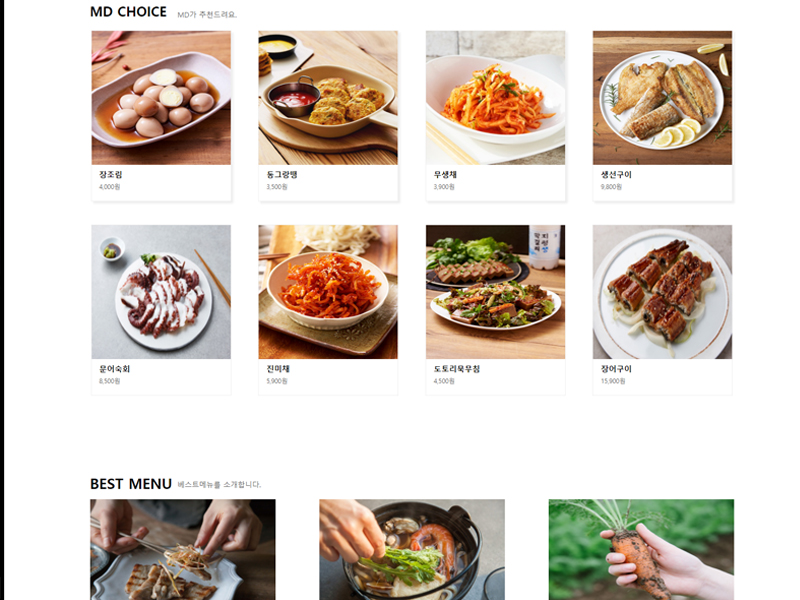 MD CHOICE MD가 추천드려요.
장조림 동그랑땡 무생채 생선구이
4,000원 3,500원 3,900원 9,800원
문어숙회 진미채 도토리묵무침 장어구이
8,500원 5,900원 4,500원 15,900원
BEST MENU 베스트메뉴를 소개합니다.